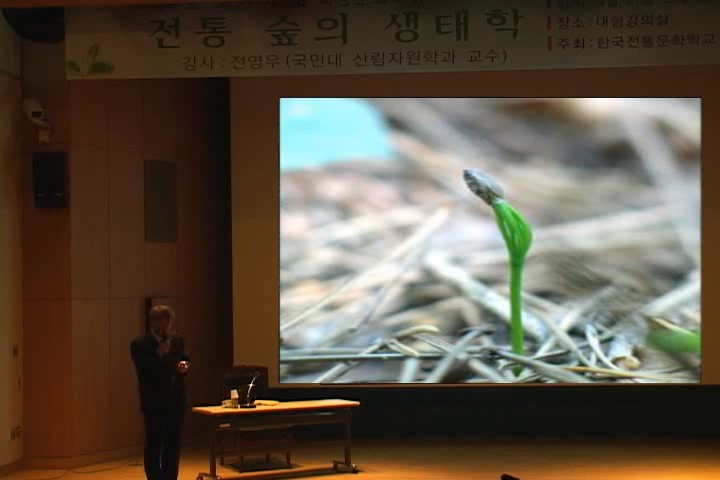 전통 숲의 생태학
강사 : 전영우 (국민대 산림자원학과 교수)
장소 : 대형강의실
주최 : 한국전통문화학교